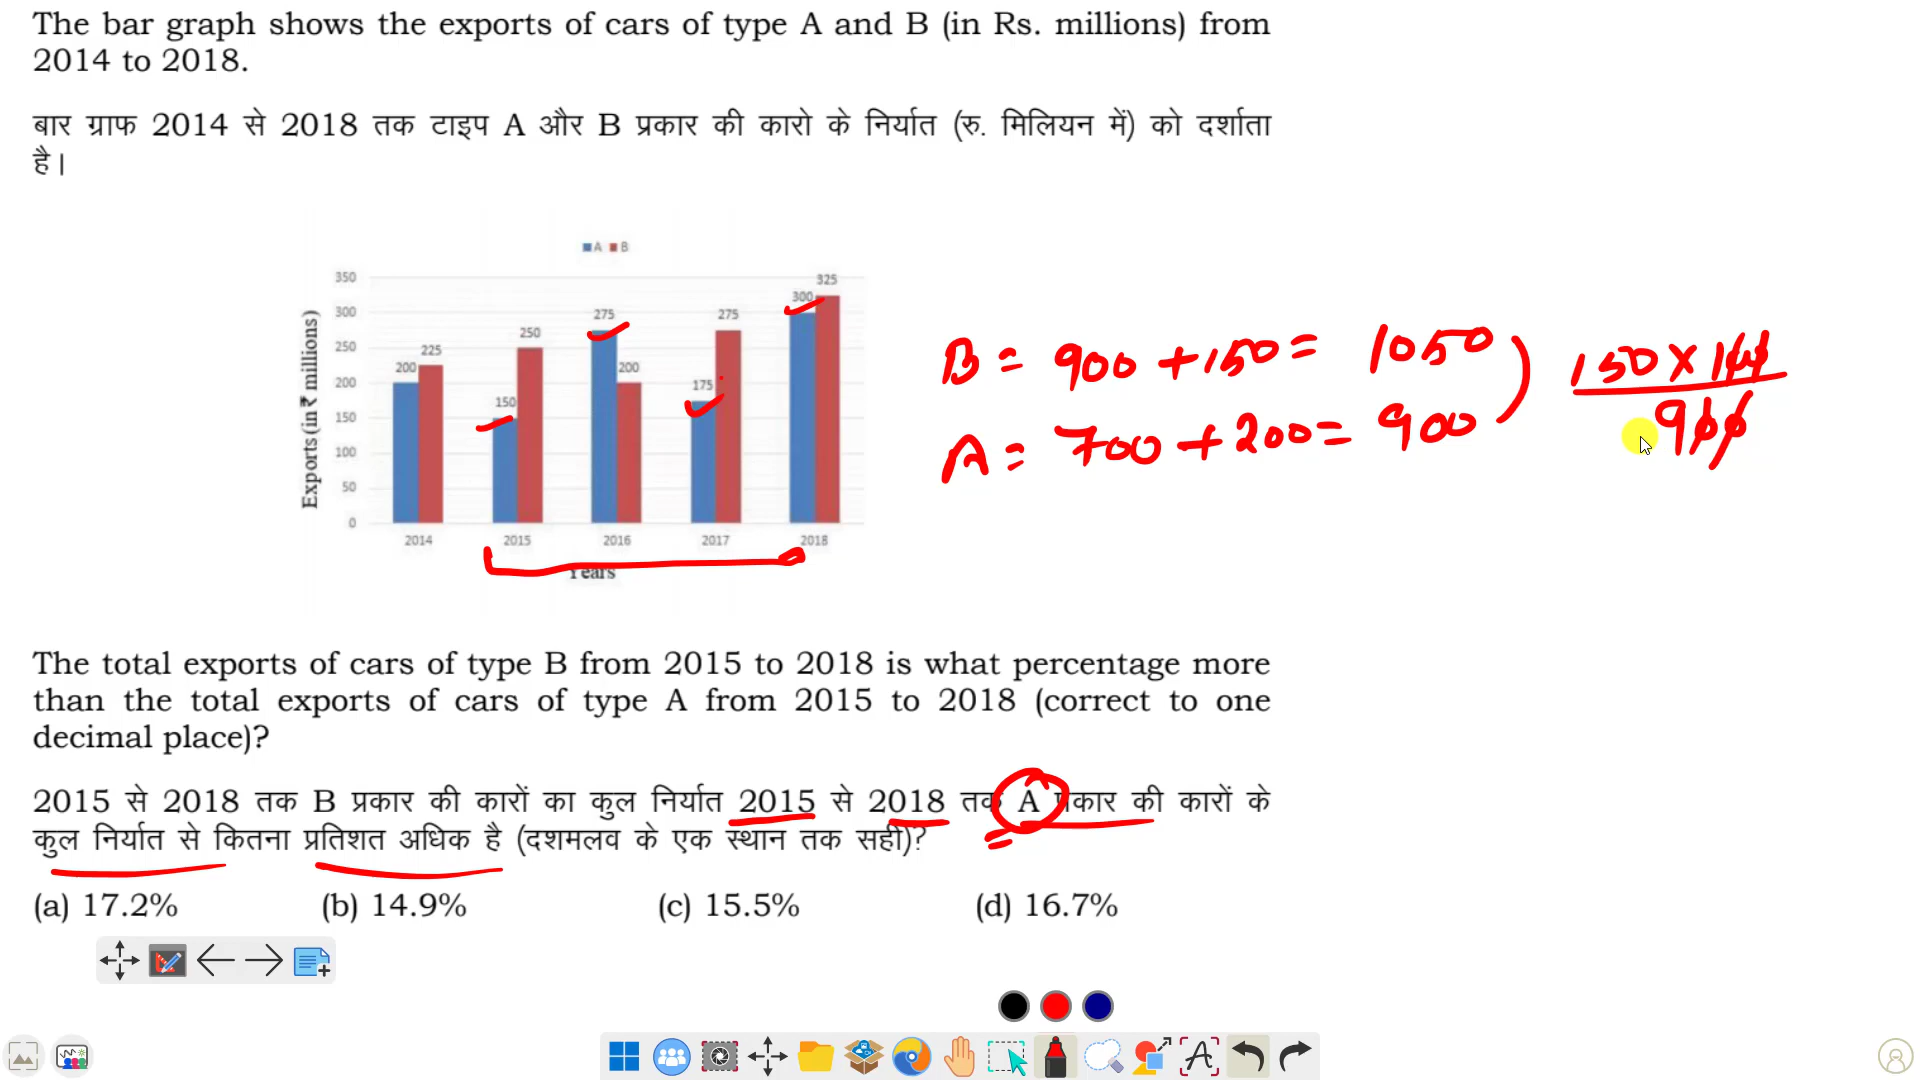 The bar graph shows the exports of cars of type A and B (in Rs. millions) from
2014 to 2018.
बार ग्राफ 2014 से 2018 तक टाइप A और B प्रकार की कारो के निर्यात (रु. मिलियन में) को दर्शाता
है।
A B
350
300
250
200
150
100
50
0
200 225
150 250
275 200
175 275
300 325
2014 2015 2016 2017 2018
Exports (in ₹ millions)
Years
B = 900 + 150 = 1050
A = 700 + 200 = 900
150 × 100
900
The total exports of cars of type B from 2015 to 2018 is what percentage more
than the total exports of cars of type A from 2015 to 2018 (correct to one
decimal place)?
2015 से 2018 तक B प्रकार की कारों का कुल निर्यात 2015 से 2018 तक A प्रकार की कारों के
कुल निर्यात से कितना प्रतिशत अधिक है (दशमलव के एक स्थान तक सही)?
(a) 17.2% (b) 14.9% (c) 15.5% (d) 16.7%